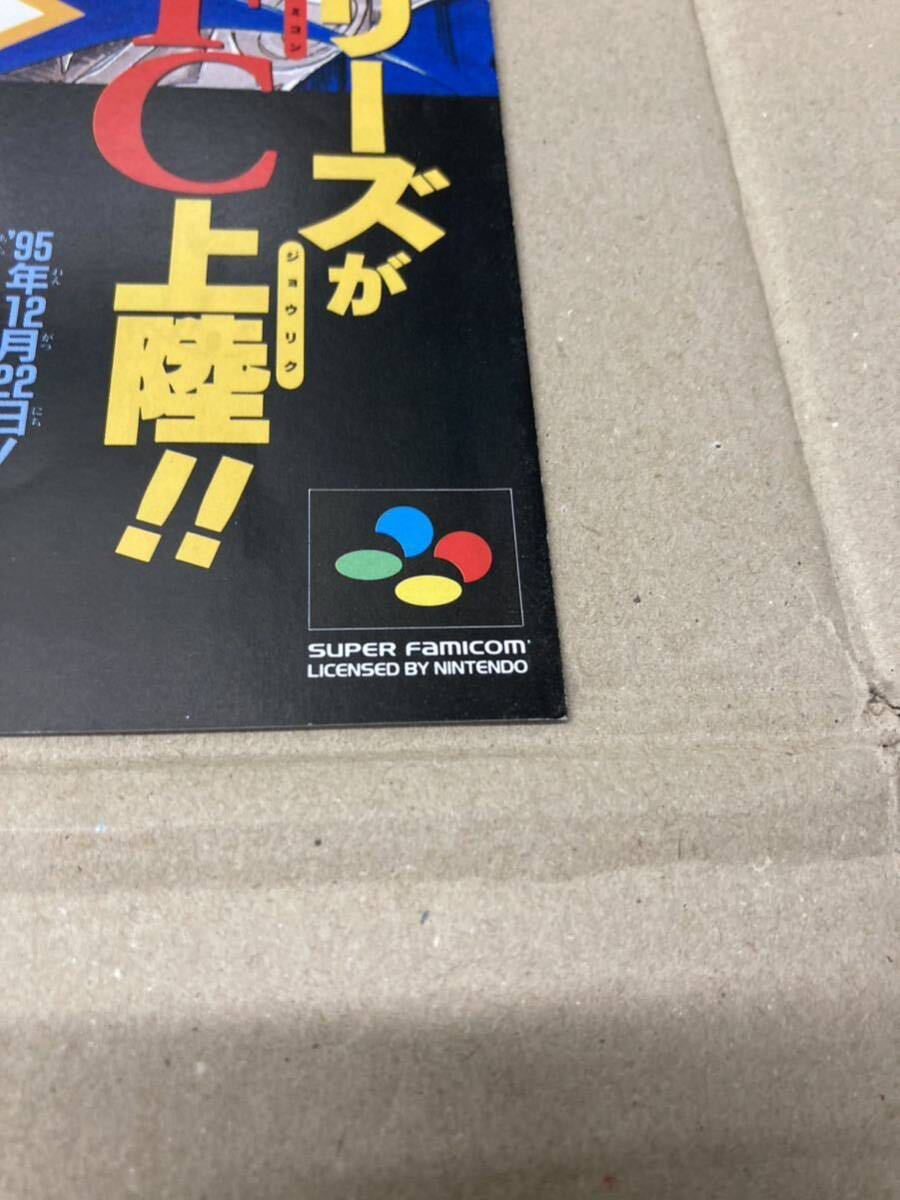 リーズが
FC上陸!!
ジョウリク
'95年12月22日
SUPER FAMICOM
LICENSED BY NINTENDO